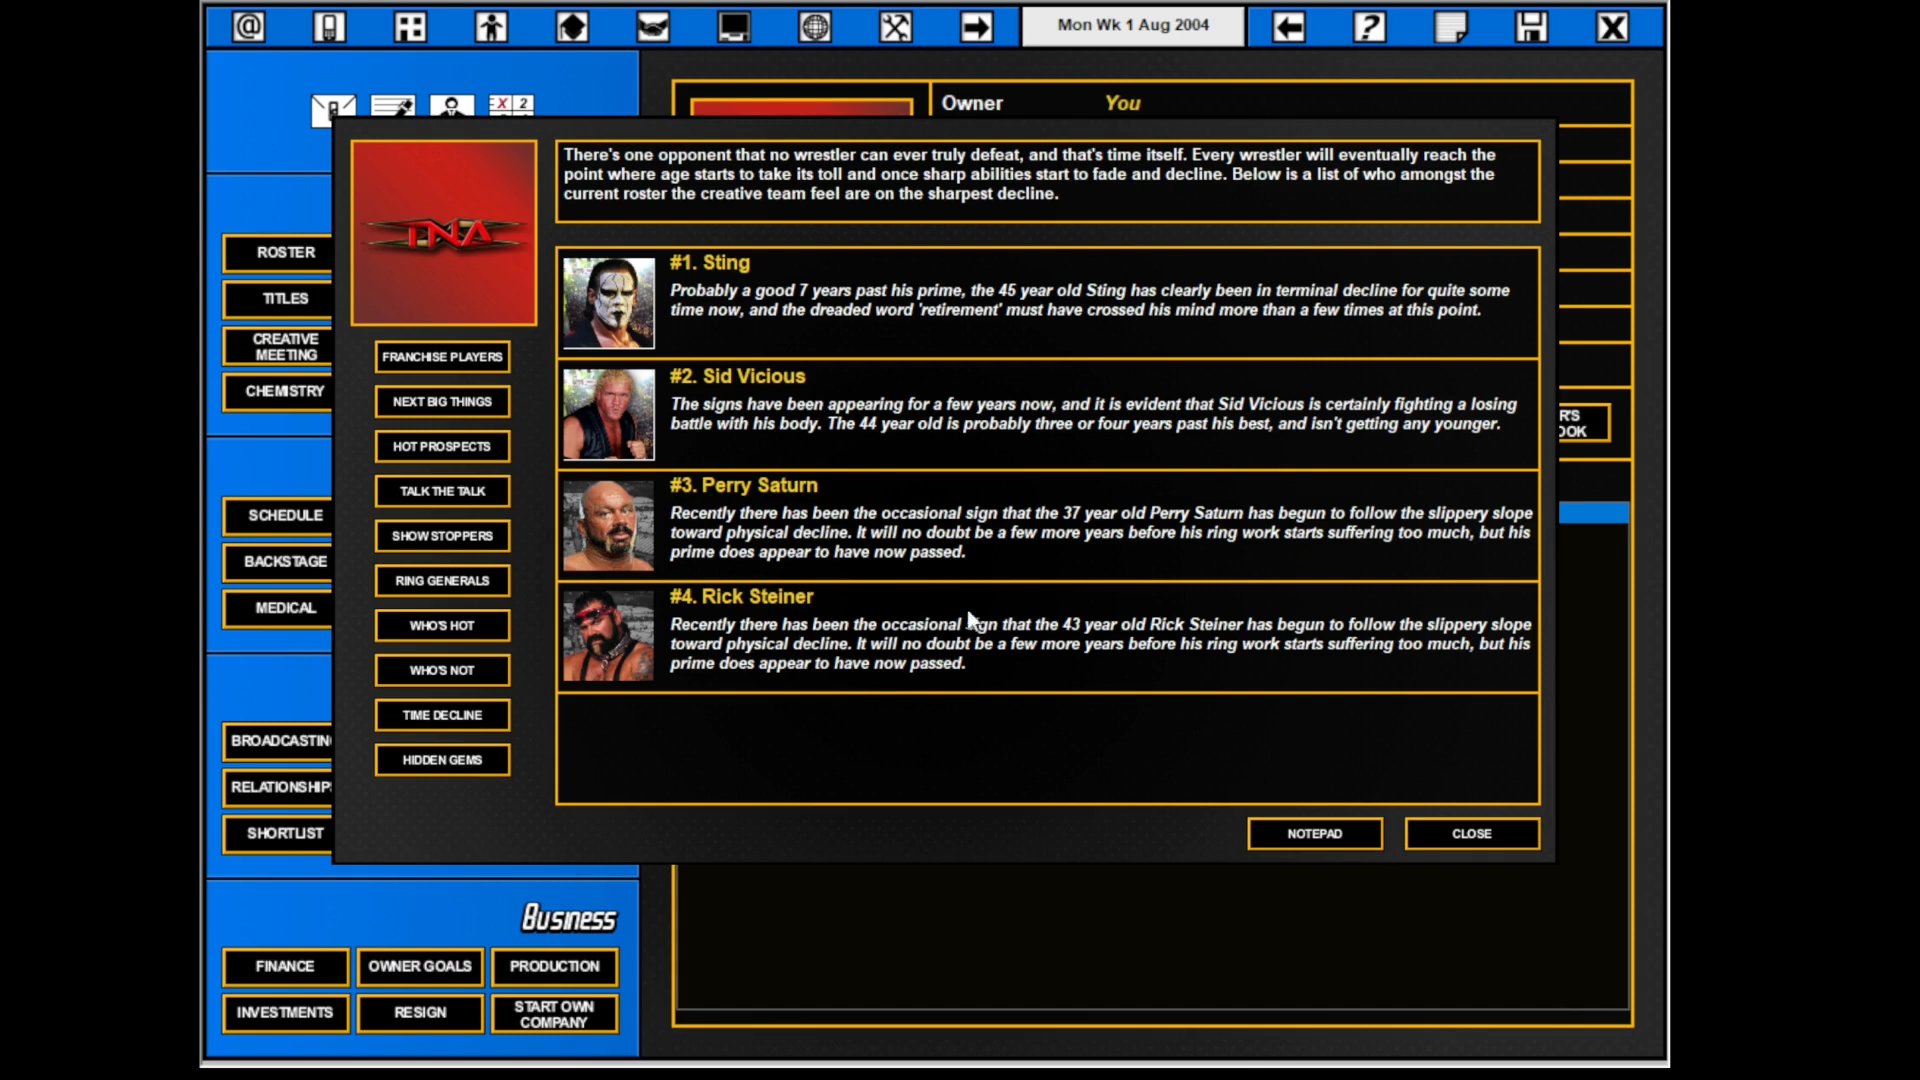 Mon Wk 1 Aug 2004
X 2
Owner You
There's one opponent that no wrestler can ever truly defeat, and that's time itself. Every wrestler will eventually reach the
point where age starts to take its toll and once sharp abilities start to fade and decline. Below is a list of who amongst the
current roster the creative team feel are on the sharpest decline.
TNA
ROSTER
TITLES
CREATIVE
MEETING
CHEMISTRY
SCHEDULE
BACKSTAGE
MEDICAL
BROADCASTIN
RELATIONSHIP
SHORTLIST
FRANCHISE PLAYERS
NEXT BIG THINGS
HOT PROSPECTS
TALK THE TALK
SHOW STOPPERS
RING GENERALS
WHO'S HOT
WHO'S NOT
TIME DECLINE
HIDDEN GEMS
#1. Sting
Probably a good 7 years past his prime, the 45 year old Sting has clearly been in terminal decline for quite some
time now, and the dreaded word 'retirement' must have crossed his mind more than a few times at this point.
#2. Sid Vicious
The signs have been appearing for a few years now, and it is evident that Sid Vicious is certainly fighting a losing
battle with his body. The 44 year old is probably three or four years past his best, and isn't getting any younger.
#3. Perry Saturn
Recently there has been the occasional sign that the 37 year old Perry Saturn has begun to follow the slippery slope
toward physical decline. It will no doubt be a few more years before his ring work starts suffering too much, but his
prime does appear to have now passed.
#4. Rick Steiner
Recently there has been the occasional sign that the 43 year old Rick Steiner has begun to follow the slippery slope
toward physical decline. It will no doubt be a few more years before his ring work starts suffering too much, but his
prime does appear to have now passed.
R'S
OOK
NOTEPAD
CLOSE
Business
FINANCE
OWNER GOALS
PRODUCTION
INVESTMENTS
RESIGN
START OWN
COMPANY